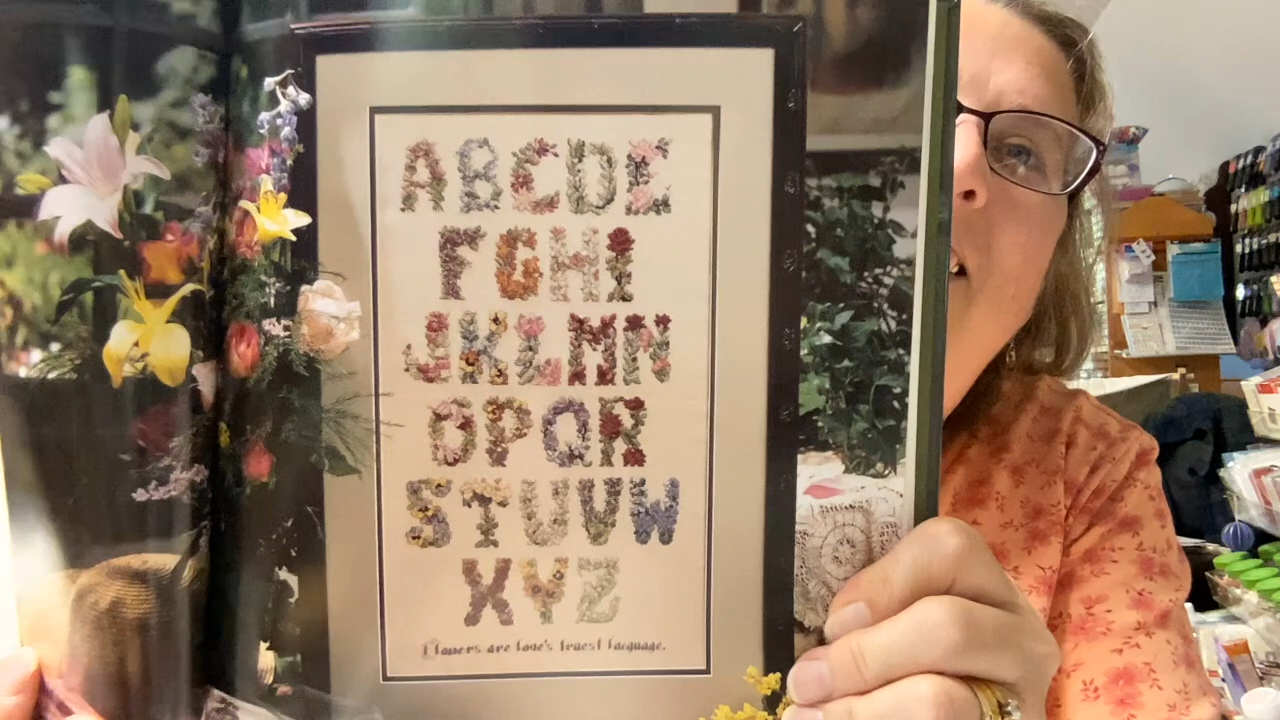 ABCDE
FGHI
JKLMN
OPQR
STUVW
XYZ
Flowers are love's truest language.